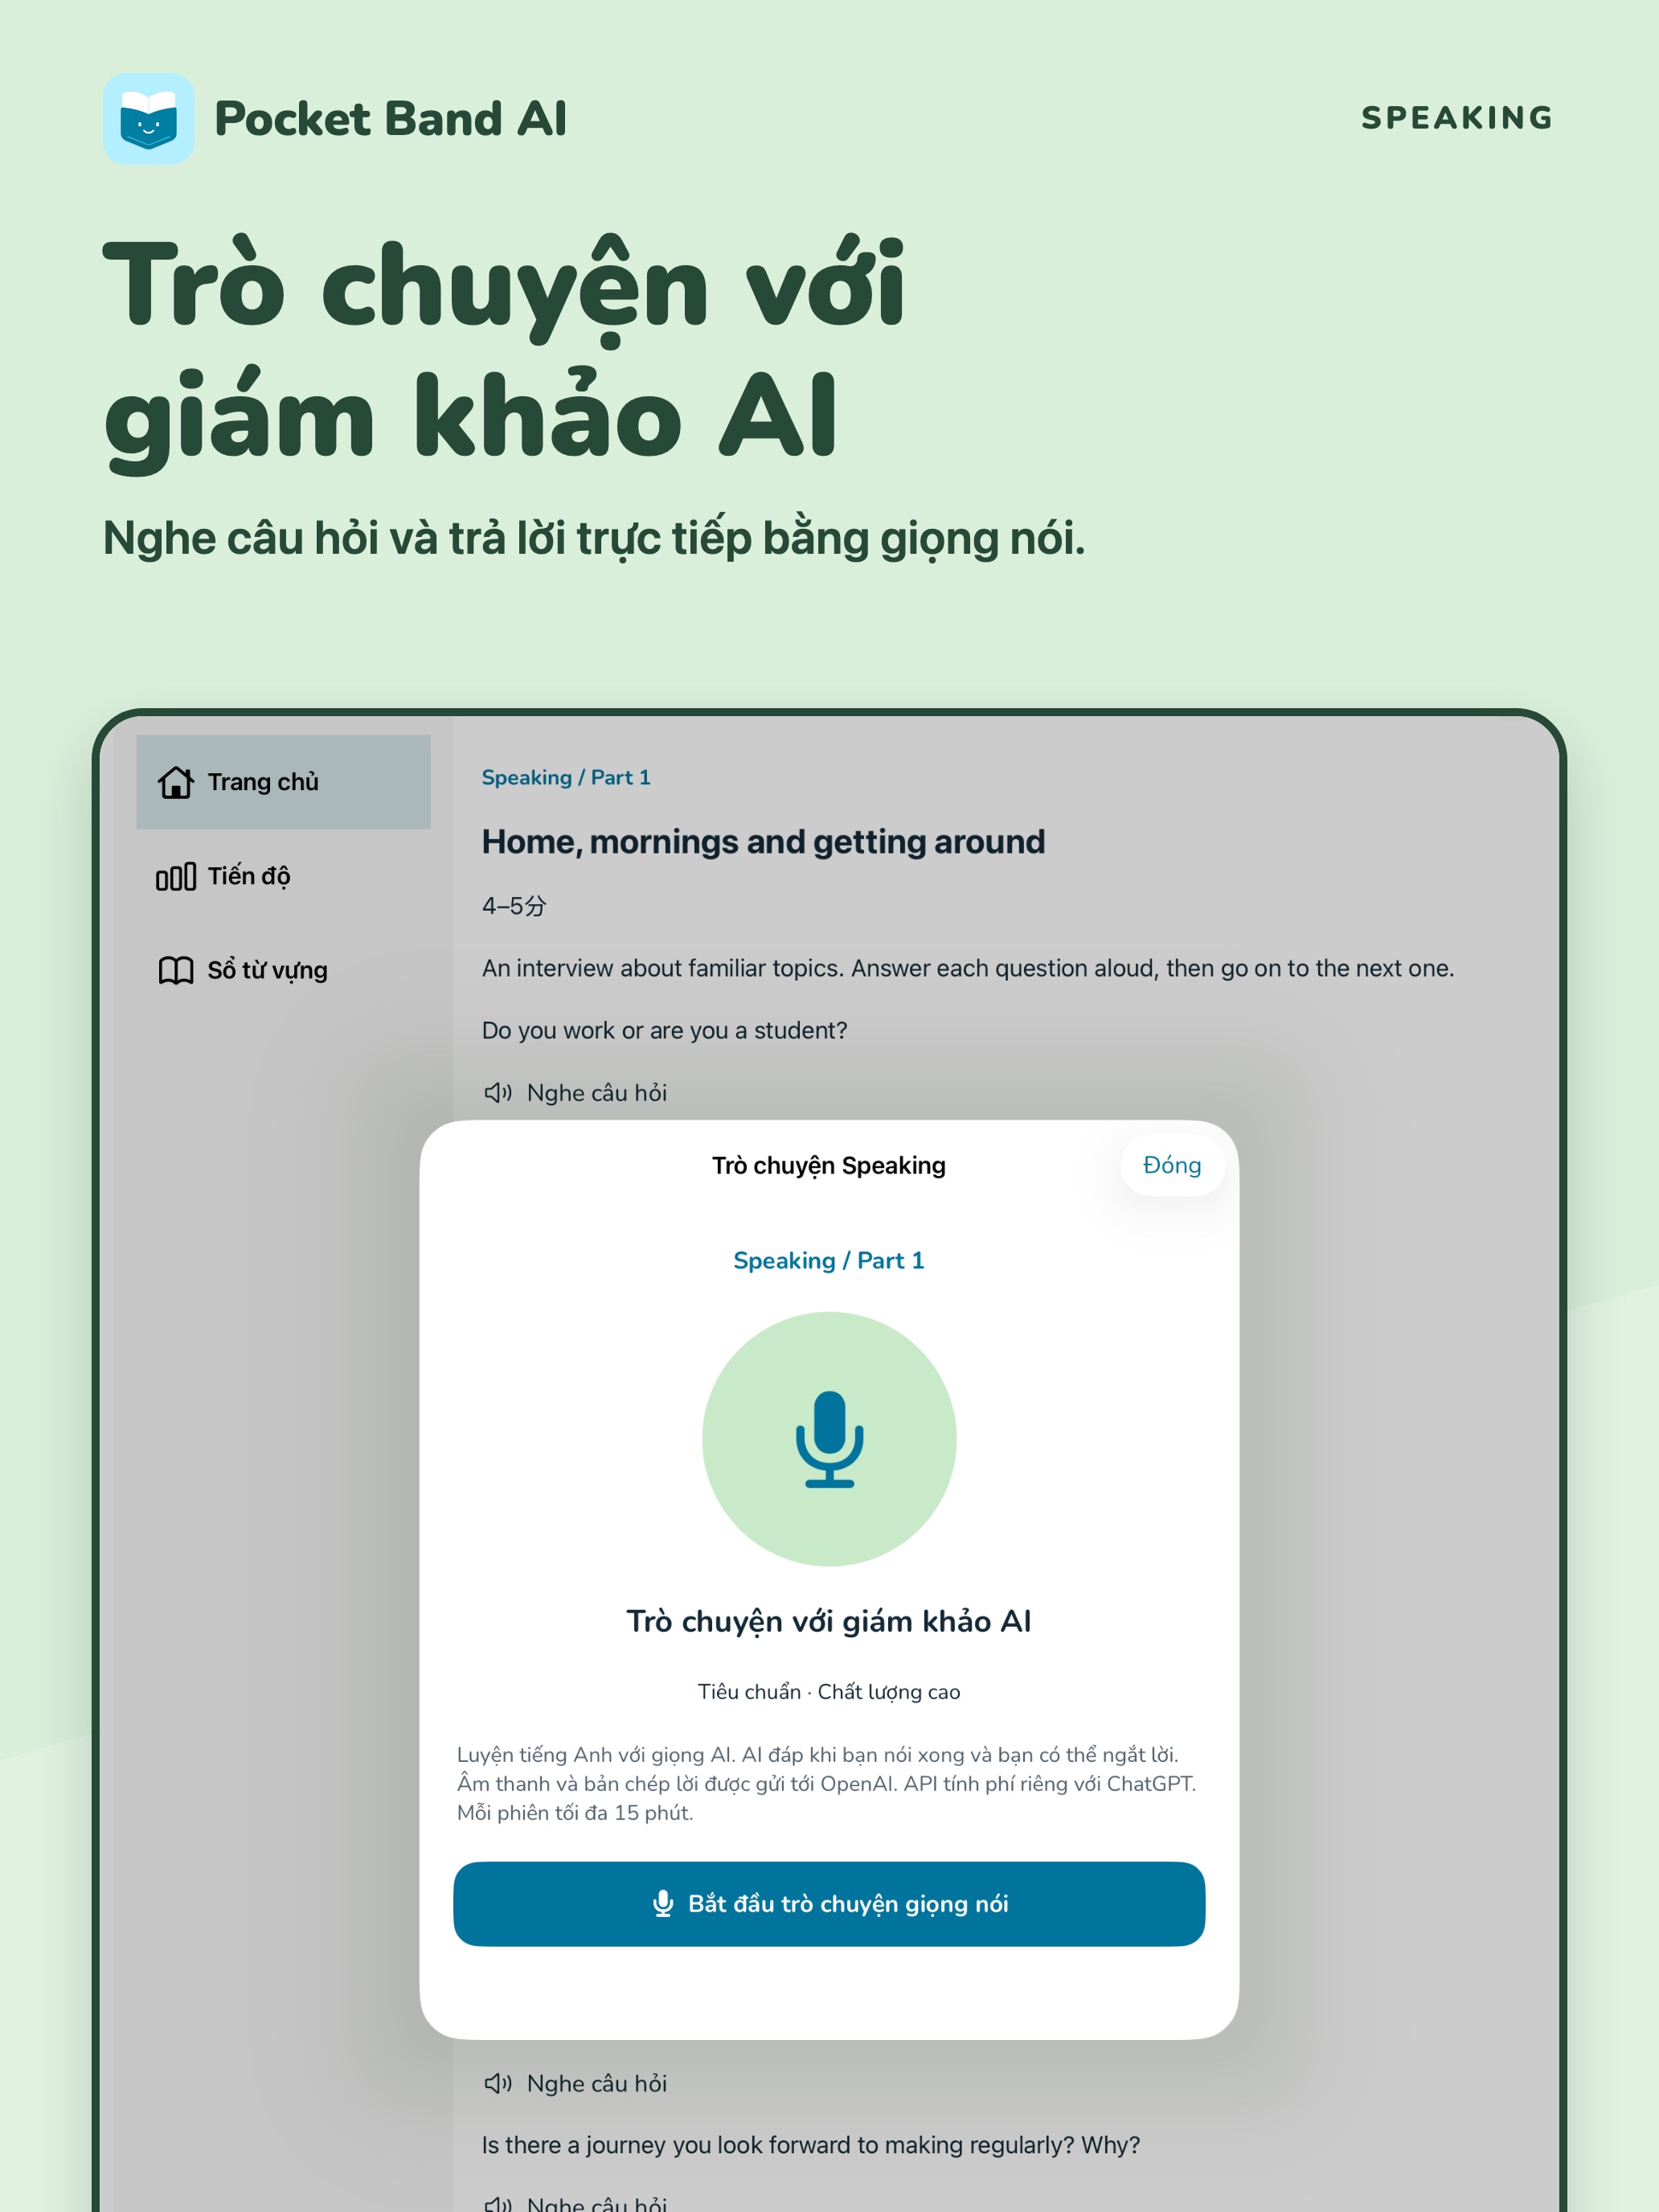 Pocket Band AI
SPEAKING
Trò chuyện với
giám khảo AI
Nghe câu hỏi và trả lời trực tiếp bằng giọng nói.
Trang chủ
Tiến độ
Sổ từ vựng
Speaking / Part 1
Home, mornings and getting around
4–5分
An interview about familiar topics. Answer each question aloud, then go on to the next one.
Do you work or are you a student?
Nghe câu hỏi
Trò chuyện Speaking
Đóng
Speaking / Part 1
Trò chuyện với giám khảo AI
Tiêu chuẩn · Chất lượng cao
Luyện tiếng Anh với giọng AI. AI đáp khi bạn nói xong và bạn có thể ngắt lời.
Âm thanh và bản chép lời được gửi tới OpenAI. API tính phí riêng với ChatGPT.
Mỗi phiên tối đa 15 phút.
Bắt đầu trò chuyện giọng nói
Nghe câu hỏi
Is there a journey you look forward to making regularly? Why?
Nghe câu hỏi